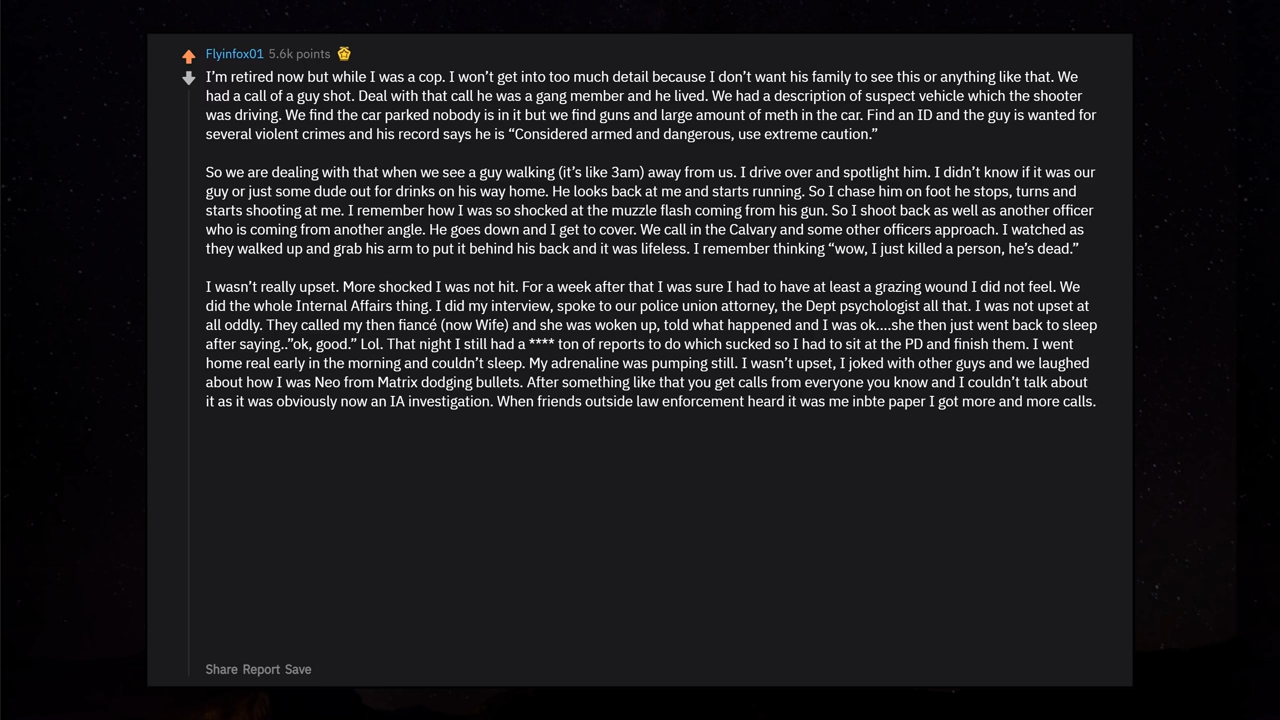 Flyinfox01 5.6k points
I’m retired now but while I was a cop. I won’t get into too much detail because I don’t want his family to see this or anything like that. We
had a call of a guy shot. Deal with that call he was a gang member and he lived. We had a description of suspect vehicle which the shooter
was driving. We find the car parked nobody is in it but we find guns and large amount of meth in the car. Find an ID and the guy is wanted for
several violent crimes and his record says he is “Considered armed and dangerous, use extreme caution.”
So we are dealing with that when we see a guy walking (it’s like 3am) away from us. I drive over and spotlight him. I didn’t know if it was our
guy or just some dude out for drinks on his way home. He looks back at me and starts running. So I chase him on foot he stops, turns and
starts shooting at me. I remember how I was so shocked at the muzzle flash coming from his gun. So I shoot back as well as another officer
who is coming from another angle. He goes down and I get to cover. We call in the Calvary and some other officers approach. I watched as
they walked up and grab his arm to put it behind his back and it was lifeless. I remember thinking “wow, I just killed a person, he’s dead.”
I wasn’t really upset. More shocked I was not hit. For a week after that I was sure I had to have at least a grazing wound I did not feel. We
did the whole Internal Affairs thing. I did my interview, spoke to our police union attorney, the Dept psychologist all that. I was not upset at
all oddly. They called my then fiancé (now Wife) and she was woken up, told what happened and I was ok....she then just went back to sleep
after saying..”ok, good.” Lol. That night I still had a **** ton of reports to do which sucked so I had to sit at the PD and finish them. I went
home real early in the morning and couldn’t sleep. My adrenaline was pumping still. I wasn’t upset, I joked with other guys and we laughed
about how I was Neo from Matrix dodging bullets. After something like that you get calls from everyone you know and I couldn’t talk about
it as it was obviously now an IA investigation. When friends outside law enforcement heard it was me inbte paper I got more and more calls.
Share Report Save